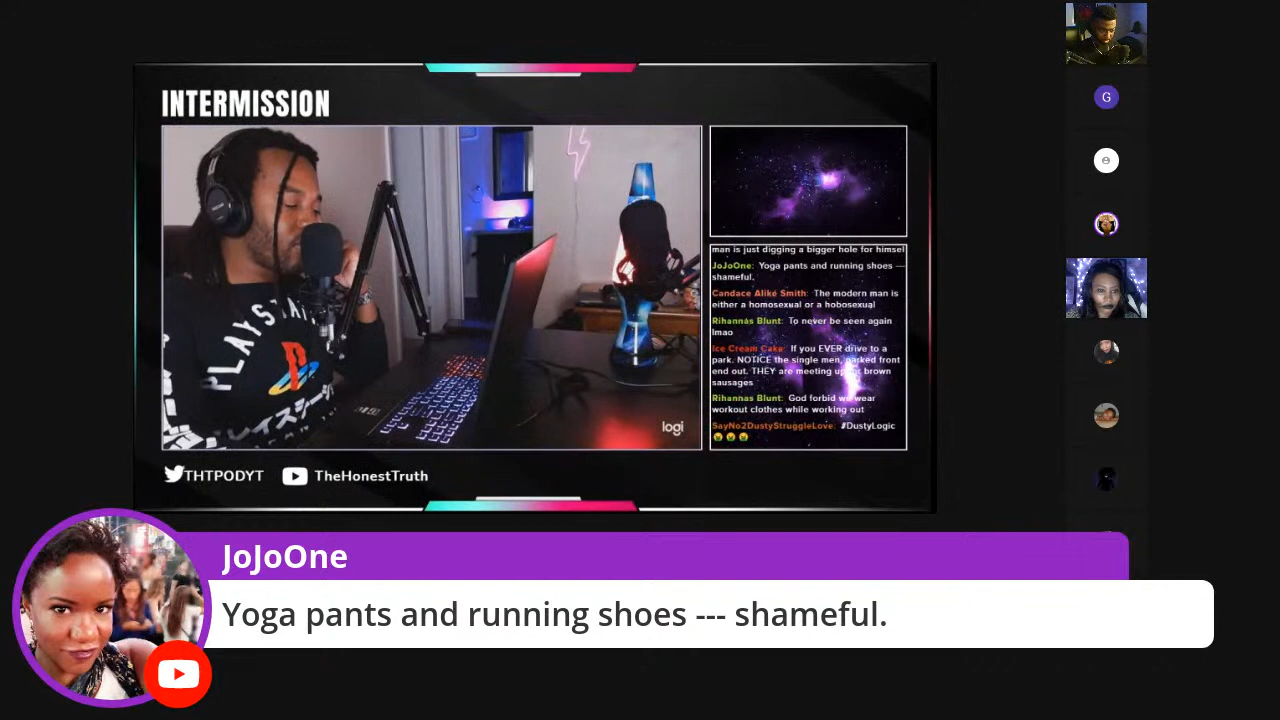 INTERMISSION
G
PLAYSTATI
logi
man is just digging a bigger hole for himsel
JoJoOne: Yoga pants and running shoes —
shameful.
Candace Aliké Smith: The modern man is
either a homosexual or a hobosexual
Rihannas Blunt: To never be seen again
lmao
Ice Cream Cake: If you EVER drive to a
park. NOTICE the single men, parked front
end out. THEY are meeting up brown
sausages
Rihannas Blunt: God forbid we wear
workout clothes while working out
SayNo2DustyStruggleLove: #DustyLogic
THTPODYT TheHonestTruth
JoJoOne
Yoga pants and running shoes --- shameful.